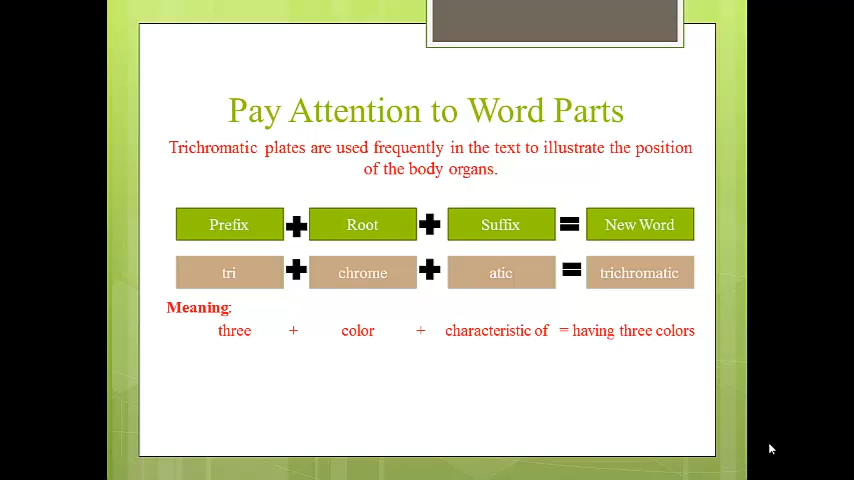 Pay Attention to Word Parts
Trichromatic plates are used frequently in the text to illustrate the position
of the body organs.
Prefix + Root + Suffix = New Word
tri + chrome + atic = trichromatic
Meaning:
three + color + characteristic of = having three colors